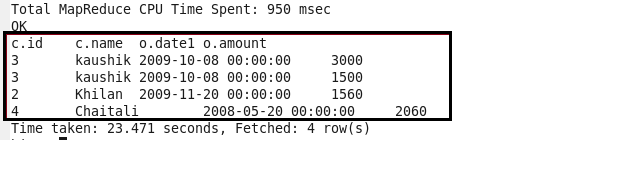 Total MapReduce CPU Time Spent: 950 msec
OK
c.id c.name o.date1 o.amount
3 kaushik 2009-10-08 00:00:00 3000
3 kaushik 2009-10-08 00:00:00 1500
2 Khilan 2009-11-20 00:00:00 1560
4 Chaitali 2008-05-20 00:00:00 2060
Time taken: 23.471 seconds, Fetched: 4 row(s)